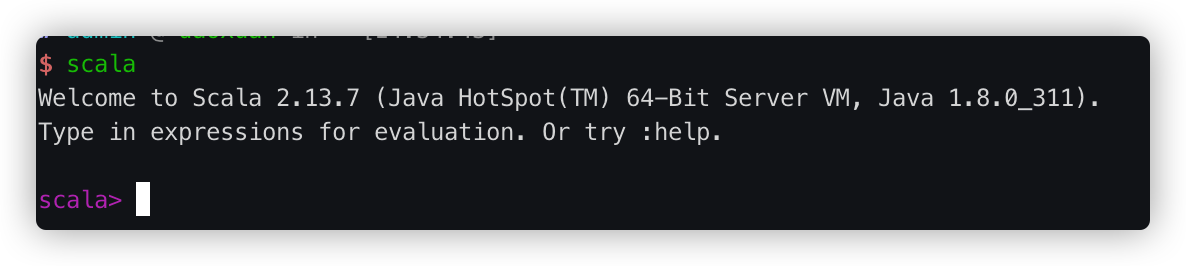 $ scala
Welcome to Scala 2.13.7 (Java HotSpot(TM) 64-Bit Server VM, Java 1.8.0_311).
Type in expressions for evaluation. Or try :help.
scala>